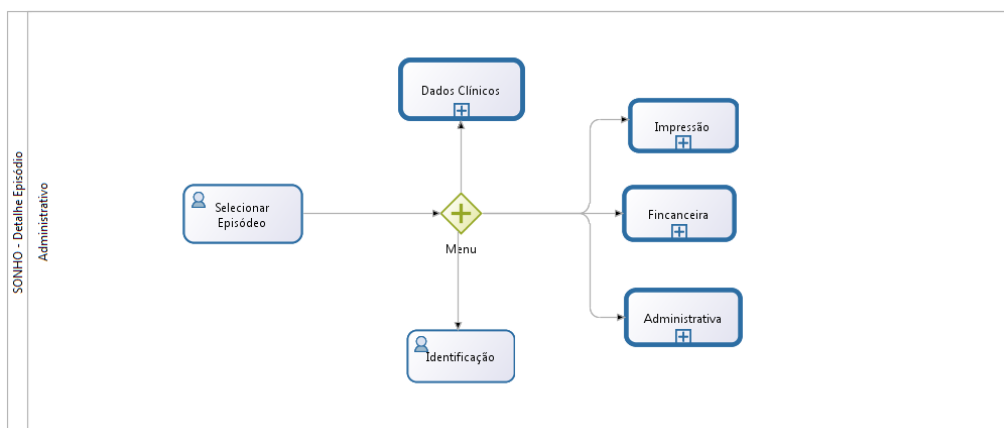 SONHO - Detalhe Episódio
Administrativo
Dados Clínicos
Impressão
Selecionar
Episódeo
Fincanceira
Menu
Administrativa
Identificação